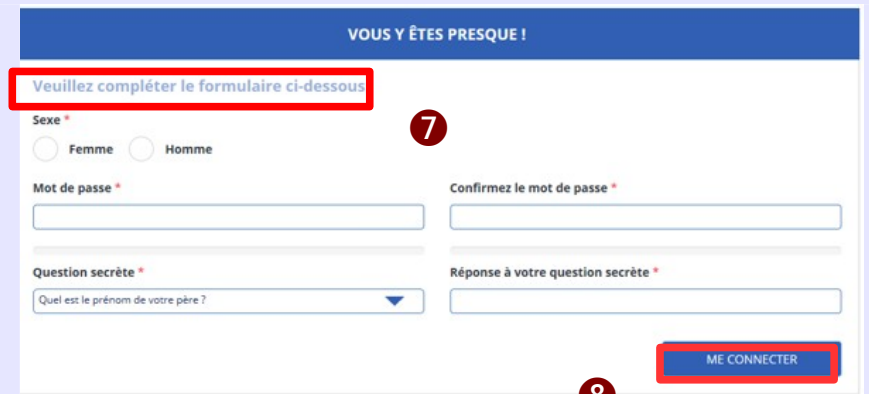 VOUS Y ÊTES PRESQUE !
Veuillez compléter le formulaire ci-dessous
Sexe *
Femme Homme
7
Mot de passe * Confirmez le mot de passe *
Question secrète * Réponse à votre question secrète *
Quel est le prénom de votre père ?
ME CONNECTER
8